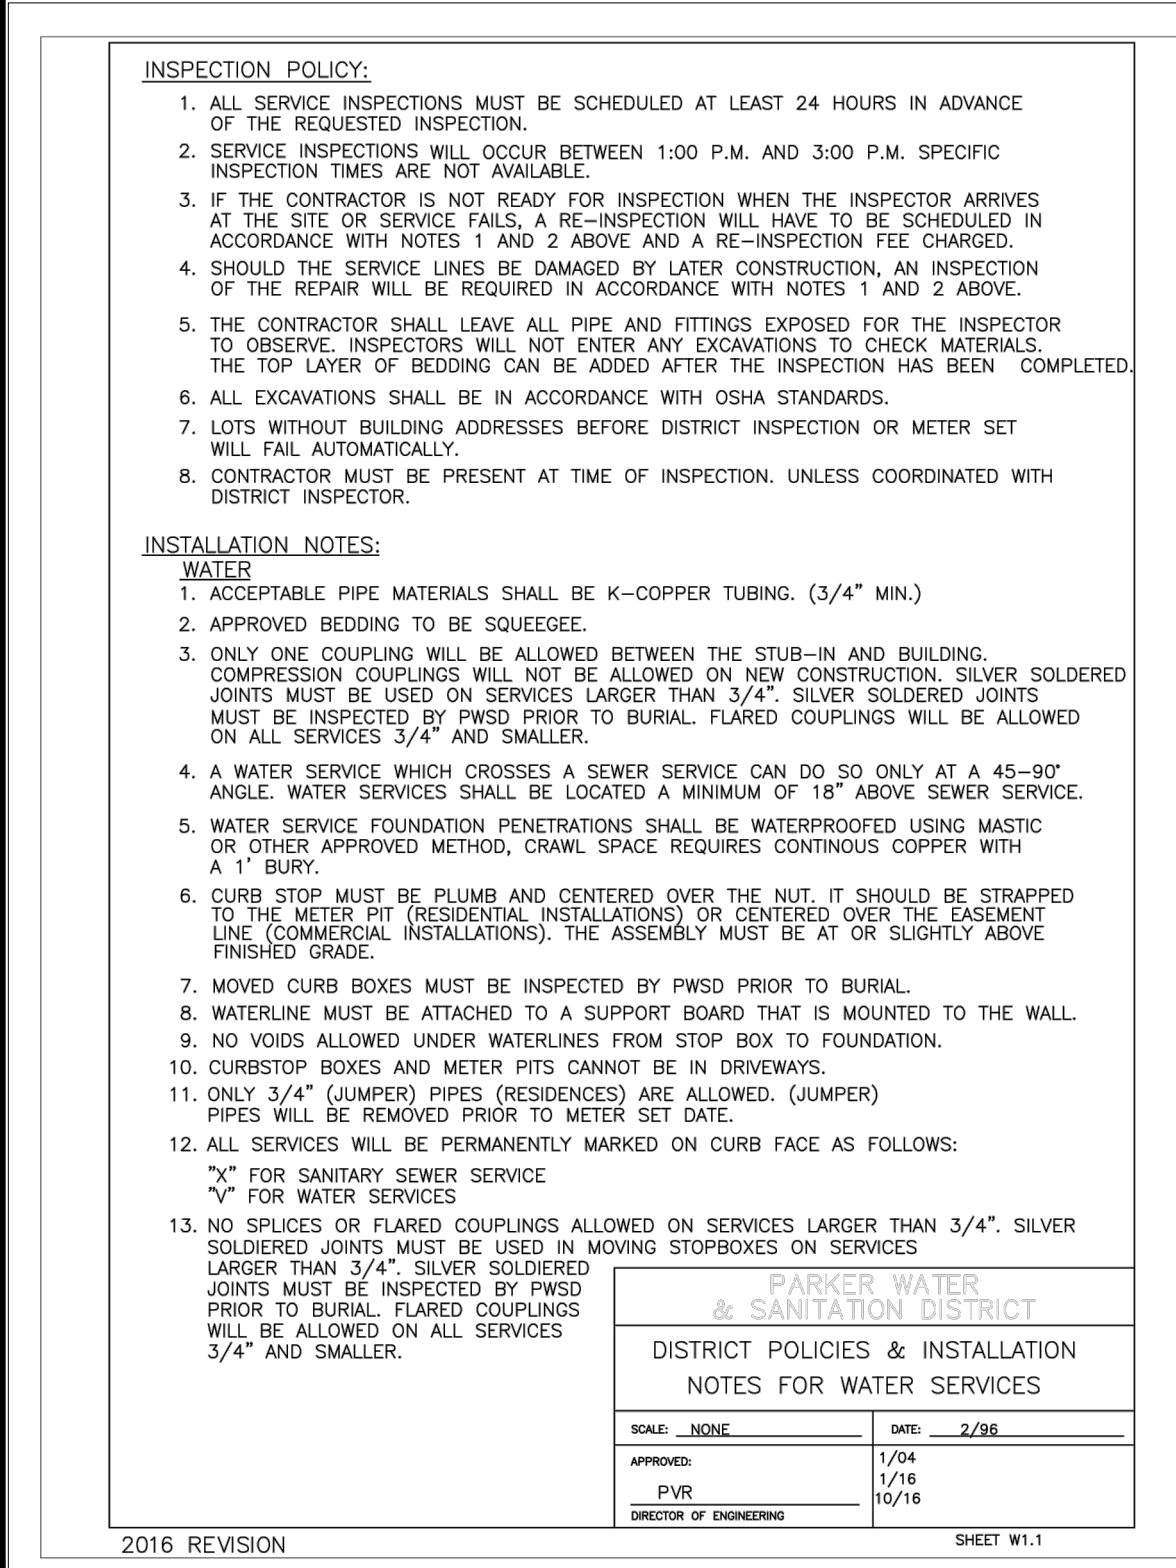 INSPECTION POLICY:
1. ALL SERVICE INSPECTIONS MUST BE SCHEDULED AT LEAST 24 HOURS IN ADVANCE
OF THE REQUESTED INSPECTION.
2. SERVICE INSPECTIONS WILL OCCUR BETWEEN 1:00 P.M. AND 3:00 P.M. SPECIFIC
INSPECTION TIMES ARE NOT AVAILABLE.
3. IF THE CONTRACTOR IS NOT READY FOR INSPECTION WHEN THE INSPECTOR ARRIVES
AT THE SITE OR SERVICE FAILS, A RE-INSPECTION WILL HAVE TO BE SCHEDULED IN
ACCORDANCE WITH NOTES 1 AND 2 ABOVE AND A RE-INSPECTION FEE CHARGED.
4. SHOULD THE SERVICE LINES BE DAMAGED BY LATER CONSTRUCTION, AN INSPECTION
OF THE REPAIR WILL BE REQUIRED IN ACCORDANCE WITH NOTES 1 AND 2 ABOVE.
5. THE CONTRACTOR SHALL LEAVE ALL PIPE AND FITTINGS EXPOSED FOR THE INSPECTOR
TO OBSERVE. INSPECTORS WILL NOT ENTER ANY EXCAVATIONS TO CHECK MATERIALS.
THE TOP LAYER OF BEDDING CAN BE ADDED AFTER THE INSPECTION HAS BEEN COMPLETED.
6. ALL EXCAVATIONS SHALL BE IN ACCORDANCE WITH OSHA STANDARDS.
7. LOTS WITHOUT BUILDING ADDRESSES BEFORE DISTRICT INSPECTION OR METER SET
WILL FAIL AUTOMATICALLY.
8. CONTRACTOR MUST BE PRESENT AT TIME OF INSPECTION. UNLESS COORDINATED WITH
DISTRICT INSPECTOR.
INSTALLATION NOTES:
WATER
1. ACCEPTABLE PIPE MATERIALS SHALL BE K-COPPER TUBING. (3/4" MIN.)
2. APPROVED BEDDING TO BE SQUEEGEE.
3. ONLY ONE COUPLING WILL BE ALLOWED BETWEEN THE STUB-IN AND BUILDING.
COMPRESSION COUPLINGS WILL NOT BE ALLOWED ON NEW CONSTRUCTION. SILVER SOLDERED
JOINTS MUST BE USED ON SERVICES LARGER THAN 3/4". SILVER SOLDERED JOINTS
MUST BE INSPECTED BY PWSD PRIOR TO BURIAL. FLARED COUPLINGS WILL BE ALLOWED
ON ALL SERVICES 3/4" AND SMALLER.
4. A WATER SERVICE WHICH CROSSES A SEWER SERVICE CAN DO SO ONLY AT A 45-90°
ANGLE. WATER SERVICES SHALL BE LOCATED A MINIMUM OF 18" ABOVE SEWER SERVICE.
5. WATER SERVICE FOUNDATION PENETRATIONS SHALL BE WATERPROOFED USING MASTIC
OR OTHER APPROVED METHOD, CRAWL SPACE REQUIRES CONTINOUS COPPER WITH
A 1' BURY.
6. CURB STOP MUST BE PLUMB AND CENTERED OVER THE NUT. IT SHOULD BE STRAPPED
TO THE METER PIT (RESIDENTIAL INSTALLATIONS) OR CENTERED OVER THE EASEMENT
LINE (COMMERCIAL INSTALLATIONS). THE ASSEMBLY MUST BE AT OR SLIGHTLY ABOVE
FINISHED GRADE.
7. MOVED CURB BOXES MUST BE INSPECTED BY PWSD PRIOR TO BURIAL.
8. WATERLINE MUST BE ATTACHED TO A SUPPORT BOARD THAT IS MOUNTED TO THE WALL.
9. NO VOIDS ALLOWED UNDER WATERLINES FROM STOP BOX TO FOUNDATION.
10. CURBSTOP BOXES AND METER PITS CANNOT BE IN DRIVEWAYS.
11. ONLY 3/4" (JUMPER) PIPES (RESIDENCES) ARE ALLOWED. (JUMPER)
PIPES WILL BE REMOVED PRIOR TO METER SET DATE.
12. ALL SERVICES WILL BE PERMANENTLY MARKED ON CURB FACE AS FOLLOWS:
"X" FOR SANITARY SEWER SERVICE
"V" FOR WATER SERVICES
13. NO SPLICES OR FLARED COUPLINGS ALLOWED ON SERVICES LARGER THAN 3/4". SILVER
SOLDIERED JOINTS MUST BE USED IN MOVING STOPBOXES ON SERVICES
LARGER THAN 3/4". SILVER SOLDIERED
JOINTS MUST BE INSPECTED BY PWSD
PRIOR TO BURIAL. FLARED COUPLINGS
WILL BE ALLOWED ON ALL SERVICES
3/4" AND SMALLER.
PARKER WATER
& SANITATION DISTRICT
DISTRICT POLICIES & INSTALLATION
NOTES FOR WATER SERVICES
SCALE: NONE
DATE: 2/96
APPROVED:
PVR
DIRECTOR OF ENGINEERING
1/04
1/16
10/16
2016 REVISION
SHEET W1.1